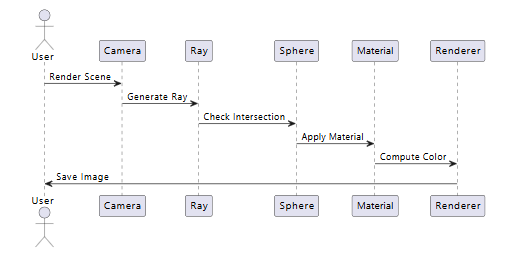 User
Camera
Ray
Sphere
Material
Renderer
Render Scene
Generate Ray
Check Intersection
Apply Material
Compute Color
Save Image
User
Camera
Ray
Sphere
Material
Renderer